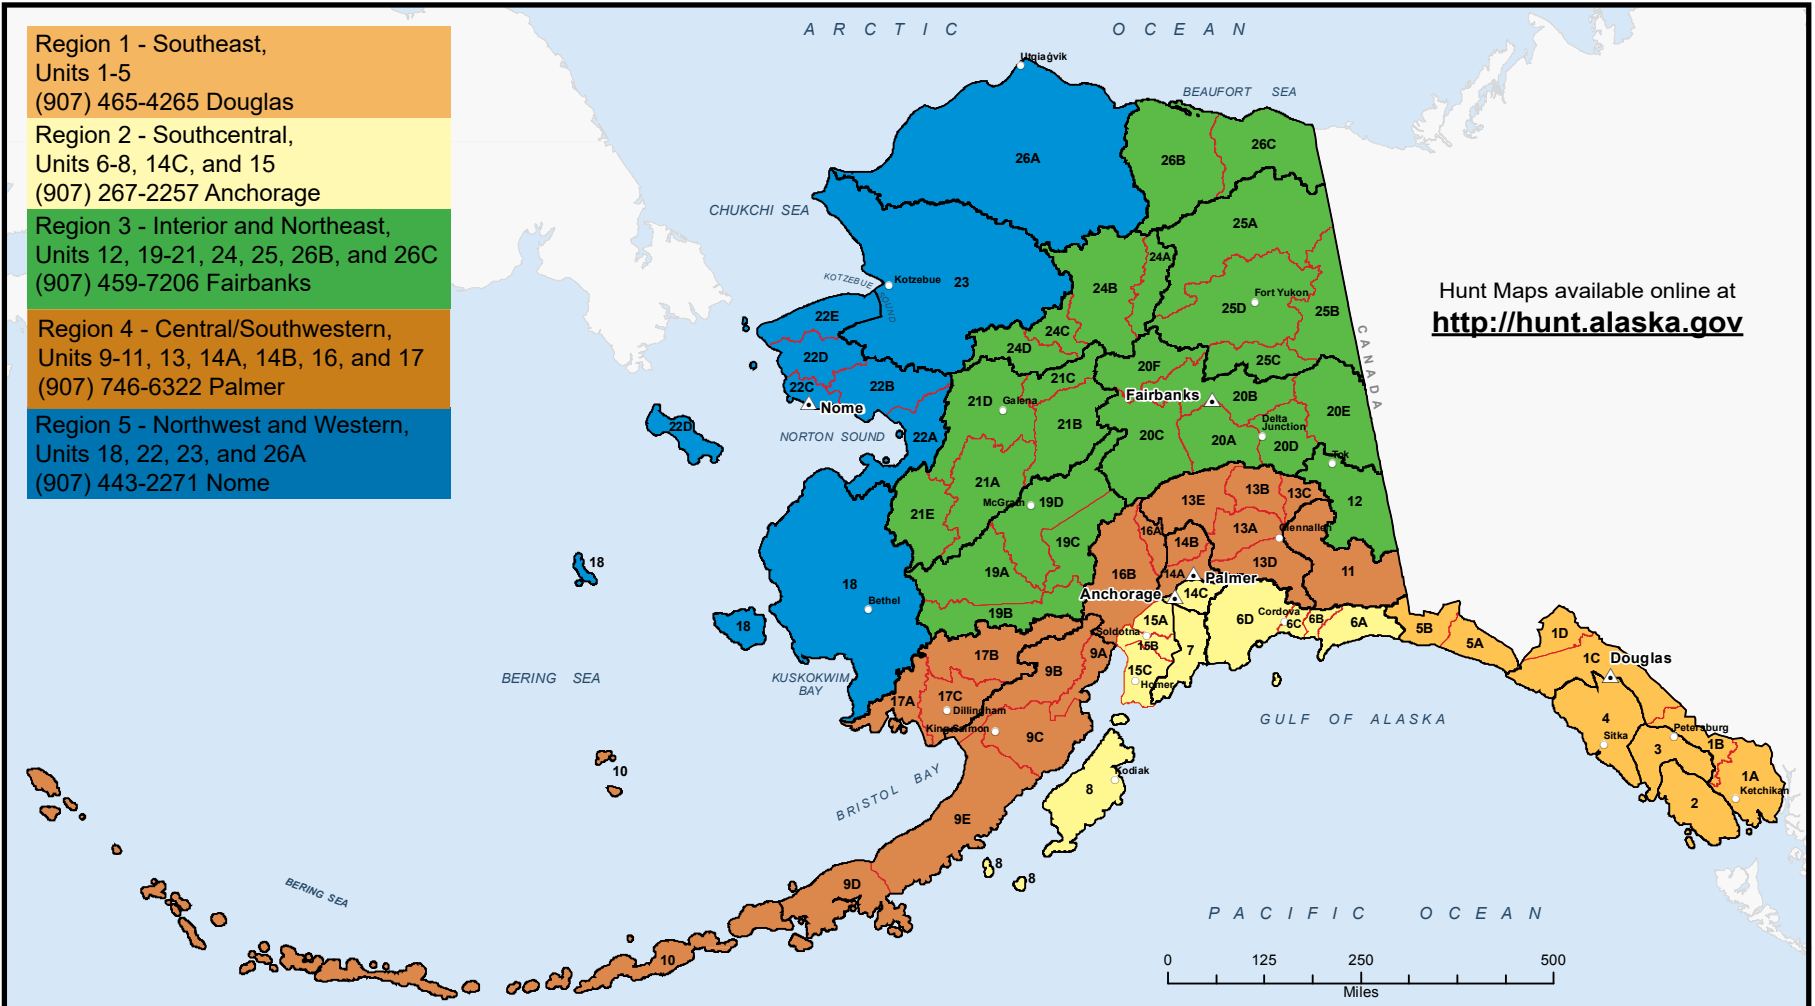 Region 1 - Southeast,
Units 1-5
(907) 465-4265 Douglas
Region 2 - Southcentral,
Units 6-8, 14C, and 15
(907) 267-2257 Anchorage
Region 3 - Interior and Northeast,
Units 12, 19-21, 24, 25, 26B, and 26C
(907) 459-7206 Fairbanks
Region 4 - Central/Southwestern,
Units 9-11, 13, 14A, 14B, 16, and 17
(907) 746-6322 Palmer
Region 5 - Northwest and Western,
Units 18, 22, 23, and 26A
(907) 443-2271 Nome
ARCTIC OCEAN
Utqiaġvik
BEAUFORT SEA
26A
26B
26C
CHUKCHI SEA
25A
24A
KOTZEBUE SOUND
Kotzebue
23
24B
Fort Yukon
25D
25B
Hunt Maps available online at
http://hunt.alaska.gov
CANADA
22E
24C
24D
22D
25C
20F
21C
22C
22B
Nome
21D
Galena
Fairbanks
20B
20E
22D
NORTON SOUND
22A
21B
20C
20A
Delta
Junction
20D
Tok
21A
McGrath
19D
13E
13B
13C
12
21E
16A
13A
Glennallen
14B
19C
18
18
19A
16B
14A
Palmer
13D
11
Bethel
Anchorage
14C
19B
18
15A
6D
Cordova
6C
6B
6A
5B
5A
1D
Soldotna
15B
7
17B
9B
9A
15C
Homer
1C
Douglas
BERING SEA
KUSKOKWIM
BAY
17A
17C
Dillingham
King Salmon
9C
GULF OF ALASKA
4
Sitka
3
Petersburg
1B
1A
Ketchikan
2
10
BRISTOL BAY
Kodiak
8
9E
8
8
9D
BERING SEA
10
PACIFIC OCEAN
0 125 250 500
Miles